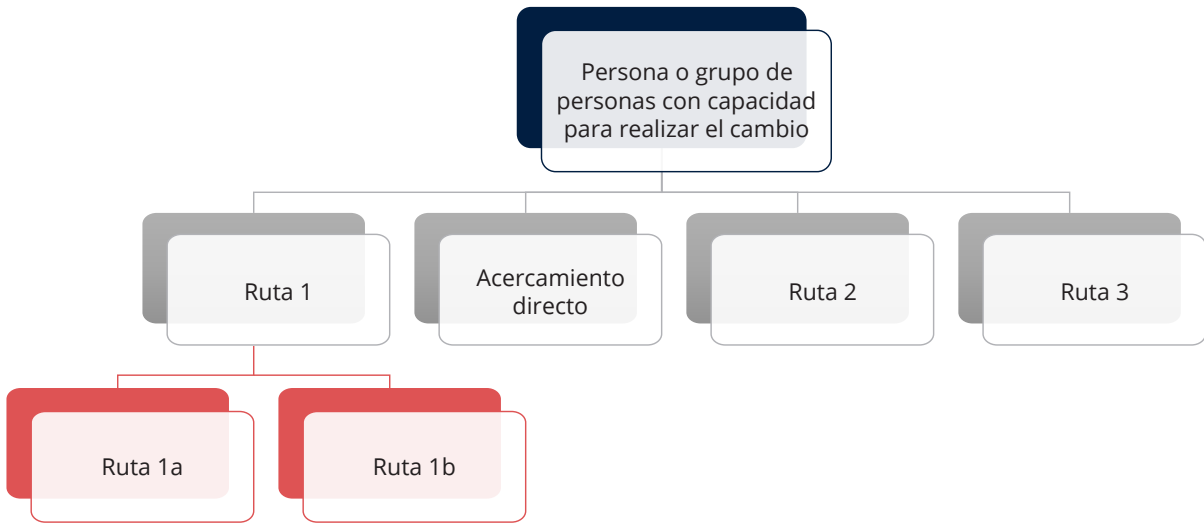 Persona o grupo de
personas con capacidad
para realizar el cambio
Ruta 1
Acercamiento
directo
Ruta 2
Ruta 3
Ruta 1a
Ruta 1b